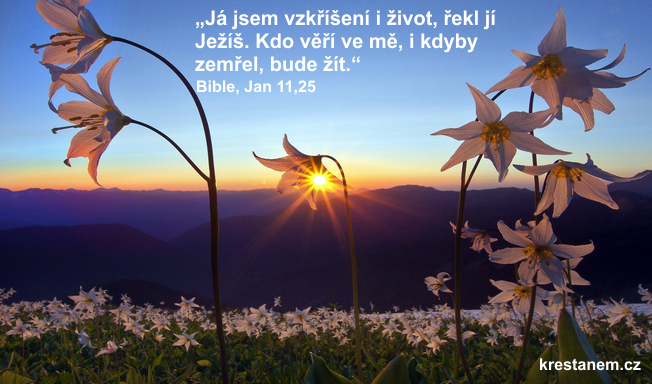 „Já jsem vzkříšení i život, řekl jí
Ježíš. Kdo věří ve mě, i kdyby
zemřel, bude žít.“
Bible, Jan 11,25
krestanem.cz